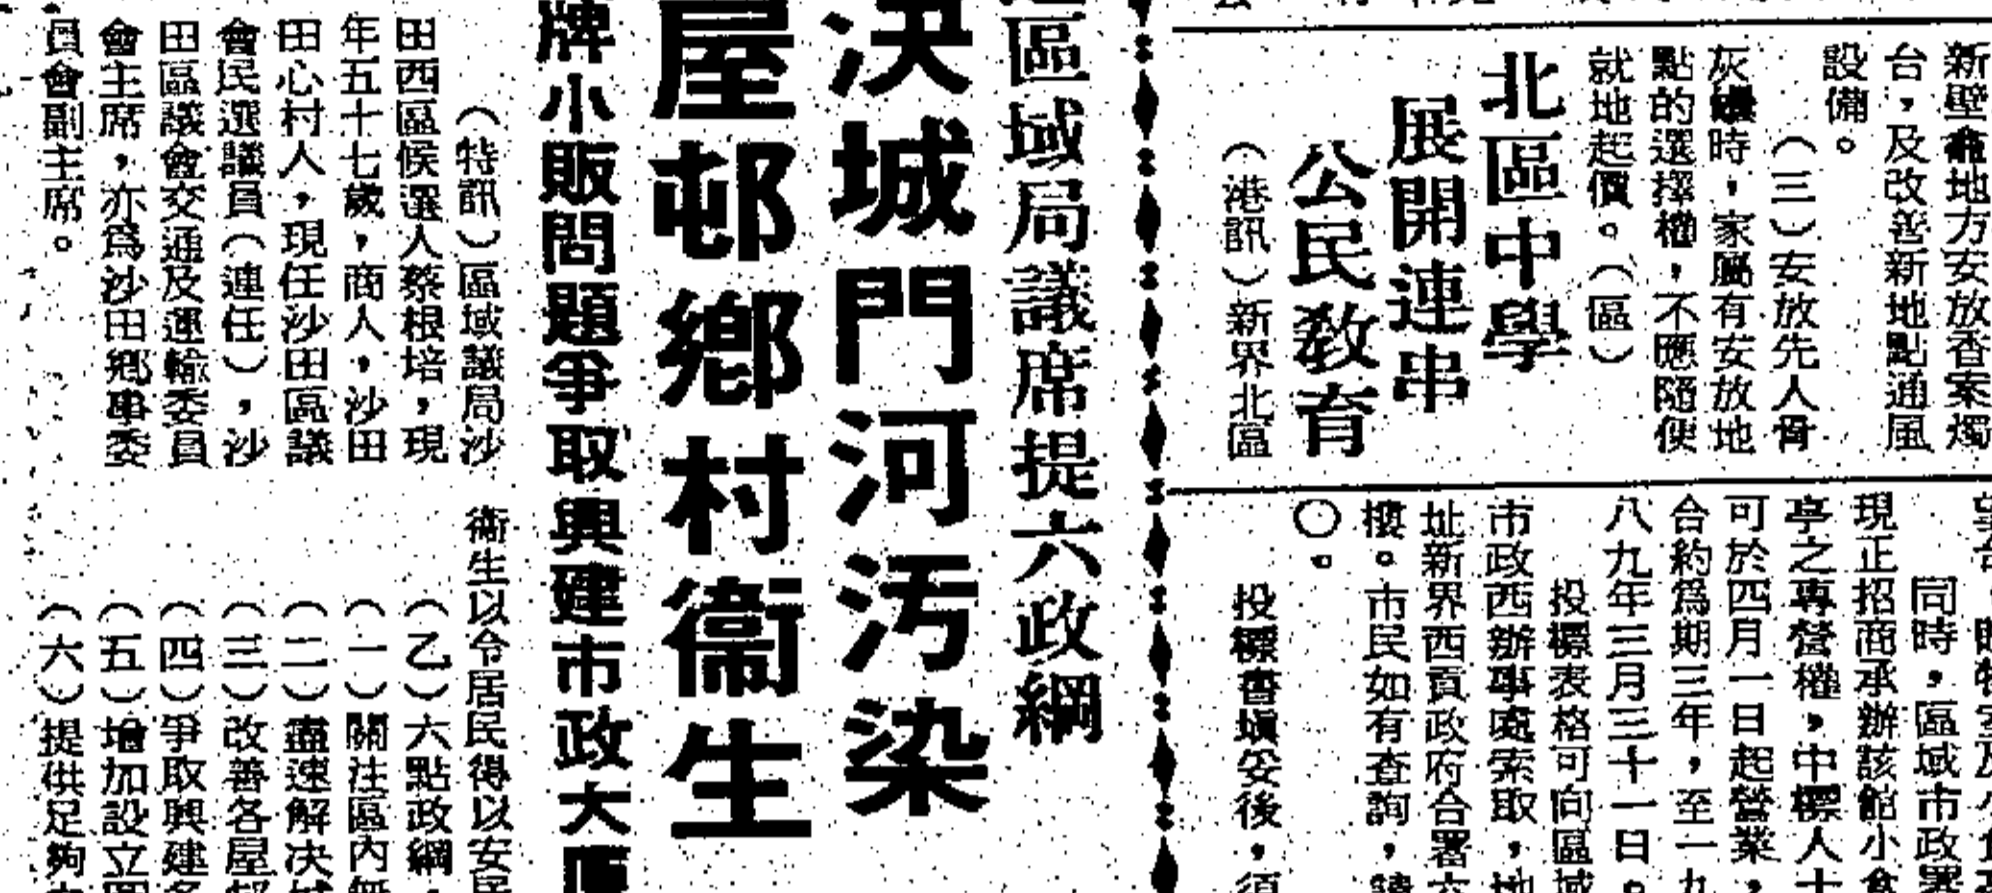 新壁龕地方安放香案燭
台，及改善新地點通風
設備。
（三）安放先人骨
灰龕時，家屬有安放地
點的選擇權，不應隨便
就地起價。（區）
北區中學
展開連串
公民教育
（港訊）新界北區
同時，區域市政署
現正招商承辦該館小食
亭之專營權，中標人士
可於四月一日起營業，
合約爲期三年，至一九
八九年三月三十一日。
投標表格可向區域
市政西辦事處索取，地
址新界西貢政府合署六
樓。市民如有查詢，請
〇。
投標書塡妥後，須
區域局議席提六政綱
決城門河污染
屋邨鄉村衞生
牌小販問題爭取興建市政大廈
（特訊）區域議局沙
田西區候選人蔡根培，現
年五十七歲，商人，沙田
田心村人，現任沙田區議
會民選議員（連任），沙
田區議會交通及運輸委員
會主席，亦爲沙田鄉事委
員會副主席。
衞生以令居民得以安居
（乙）六點政綱：
（一）關注區內無
（二）盡速解決城
（三）改善各屋邨
（四）爭取興建多
（五）增加設立圖
（六）提供足夠